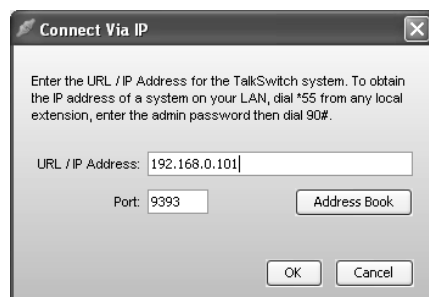 Connect Via IP
Enter the URL / IP Address for the TalkSwitch system. To obtain
the IP address of a system on your LAN, dial *55 from any local
extension, enter the admin password then dial 90#.
URL / IP Address: 192.168.0.101
Port: 9393 Address Book
OK Cancel